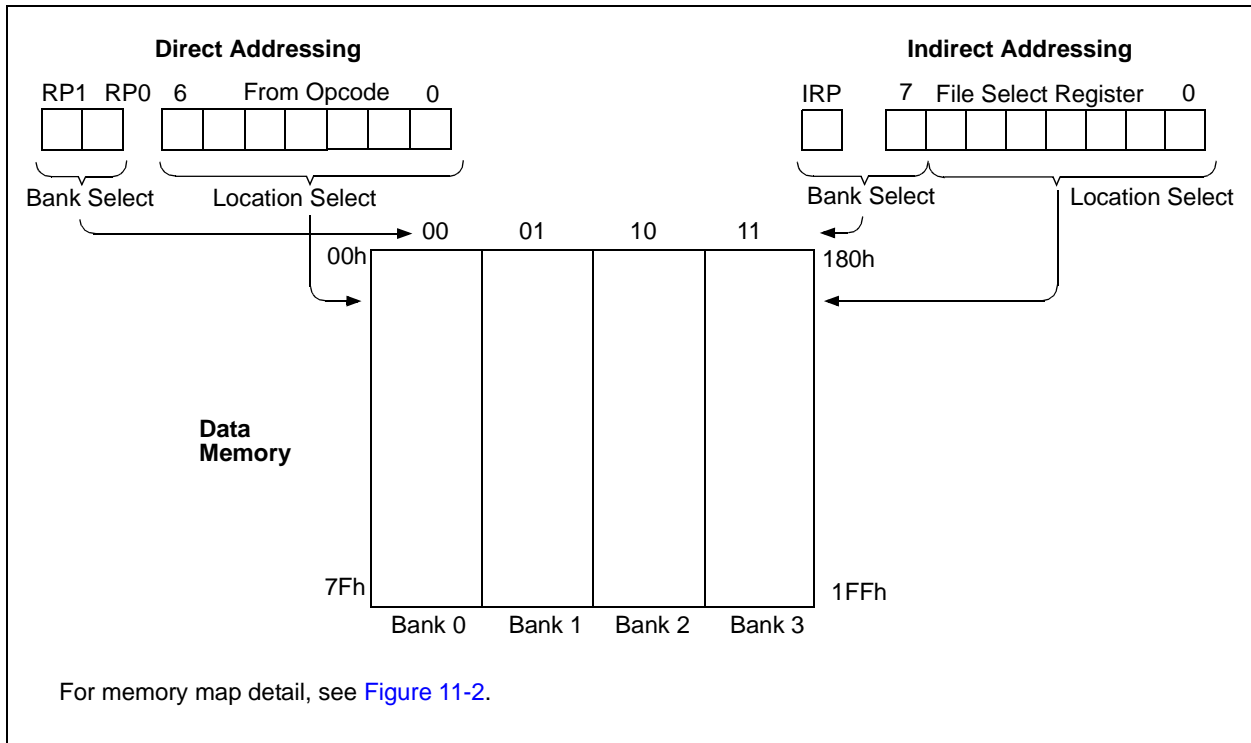 Direct Addressing
Indirect Addressing
RP1 RP0 6 From Opcode 0
IRP 7 File Select Register 0
Bank Select Location Select
Bank Select Location Select
00 01 10 11
00h
180h
Data
Memory
7Fh
1FFh
Bank 0 Bank 1 Bank 2 Bank 3
For memory map detail, see Figure 11-2.